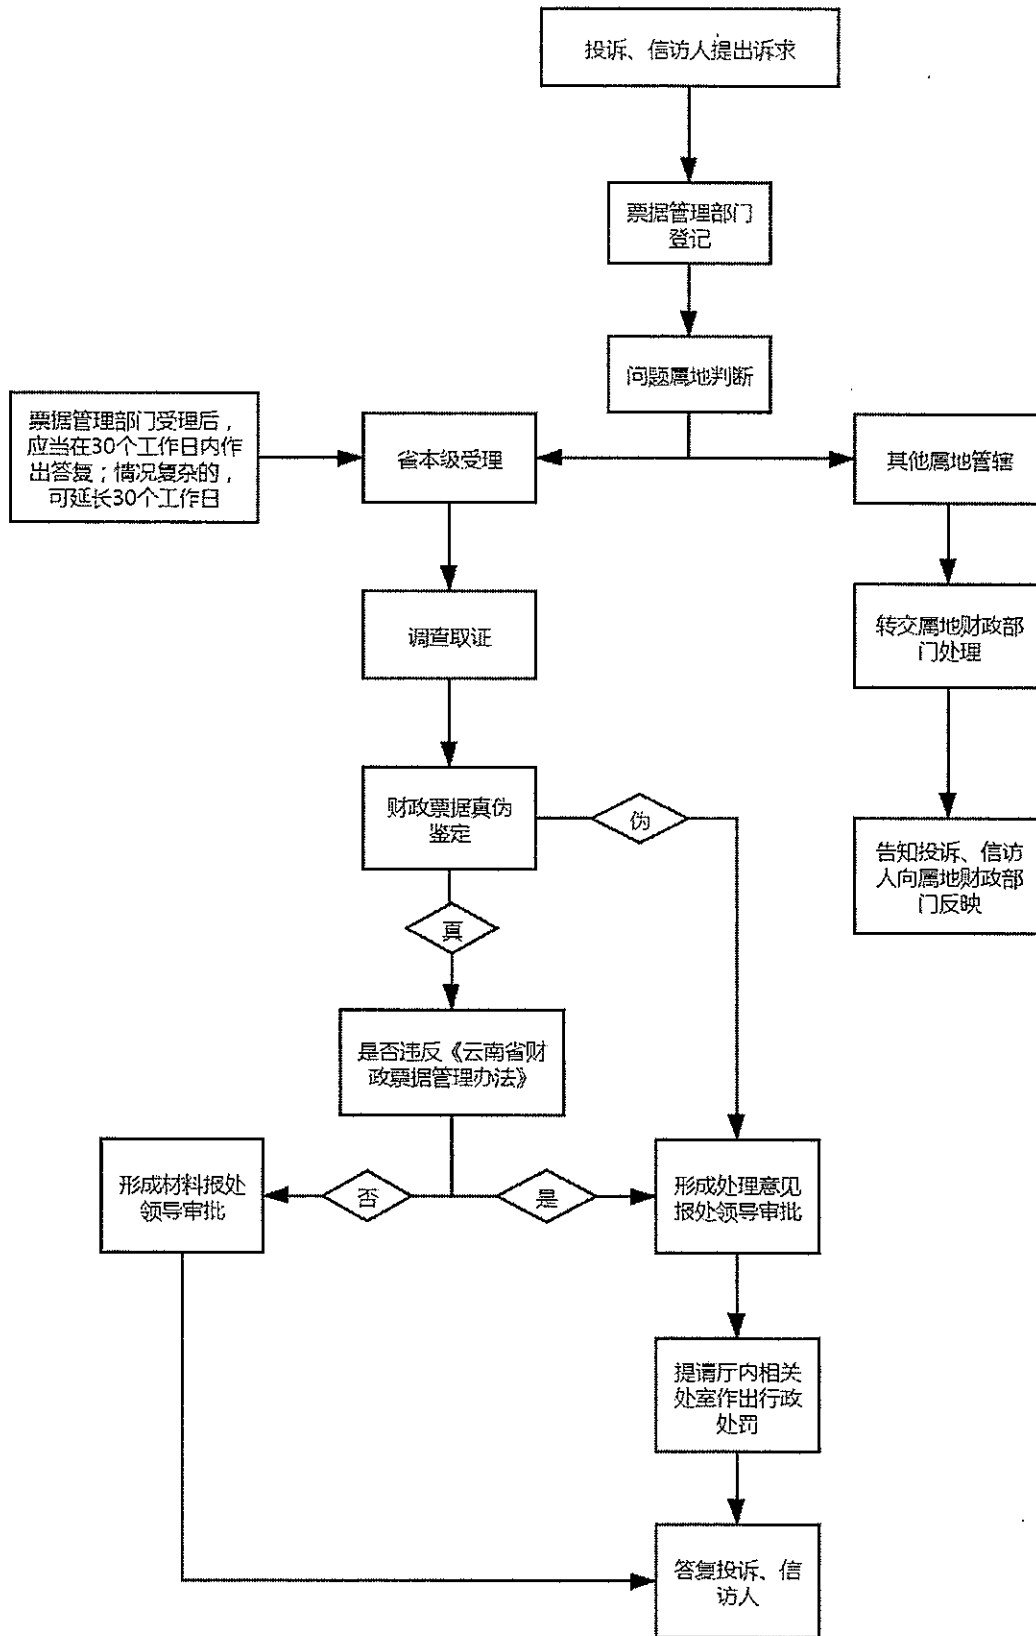 投诉、信访人提出诉求
票据管理部门
登记
问题属地判断
票据管理部门受理后，
应当在30个工作日内作
出答复；情况复杂的，
可延长30个工作日
省本级受理
其他属地管辖
调查取证
转交属地财政部
门处理
财政票据真伪
鉴定
伪
告知投诉、信访
人向属地财政部
门反映
真
是否违反《云南省财
政票据管理办法》
形成材料报处
领导审批
否
是
形成处理意见
报处领导审批
提请厅内相关
处室作出行政
处罚
答复投诉、信
访人